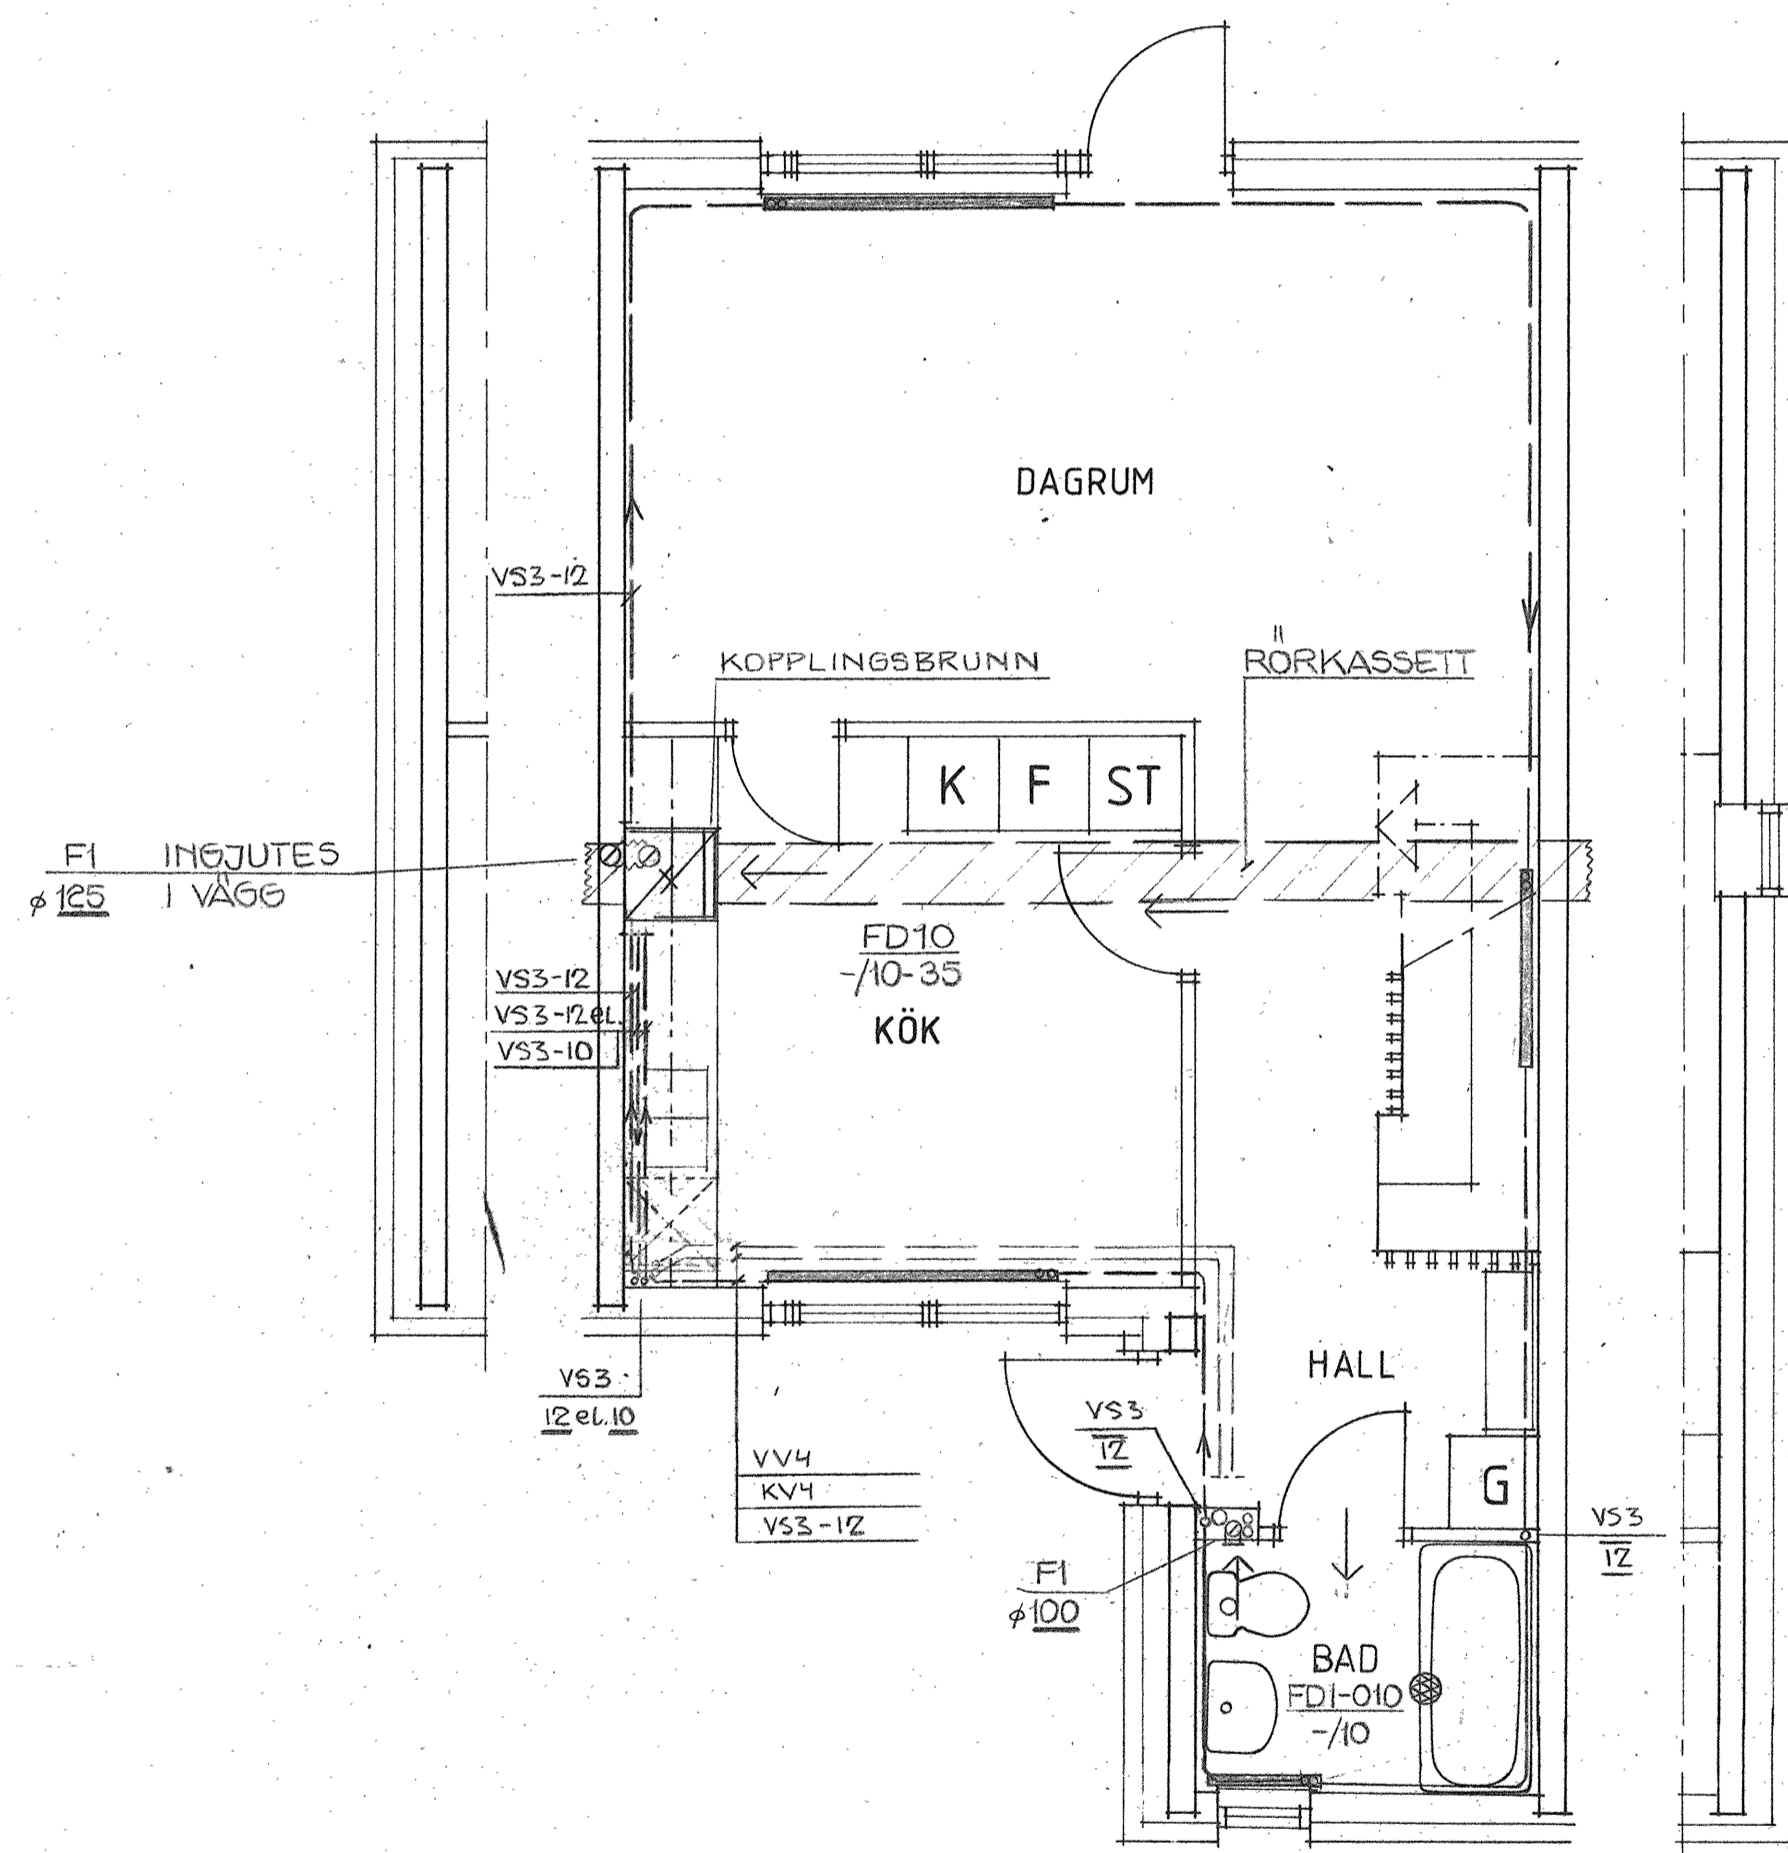 DAGRUM
VS3-12
KOPPLINGSBRUNN
RÖRKASSETT
K F ST
F1 INGJUTES
ø 125 I VÄGG
FD10
-/10-35
VS3-12
VS3-12 eL.
VS3-10
KÖK
HALL
VS3
12 eL. 10
VS3
12
VV4
KV4
VS3-12
G
VS3
12
F1
ø 100
BAD
FD1-010
-/10